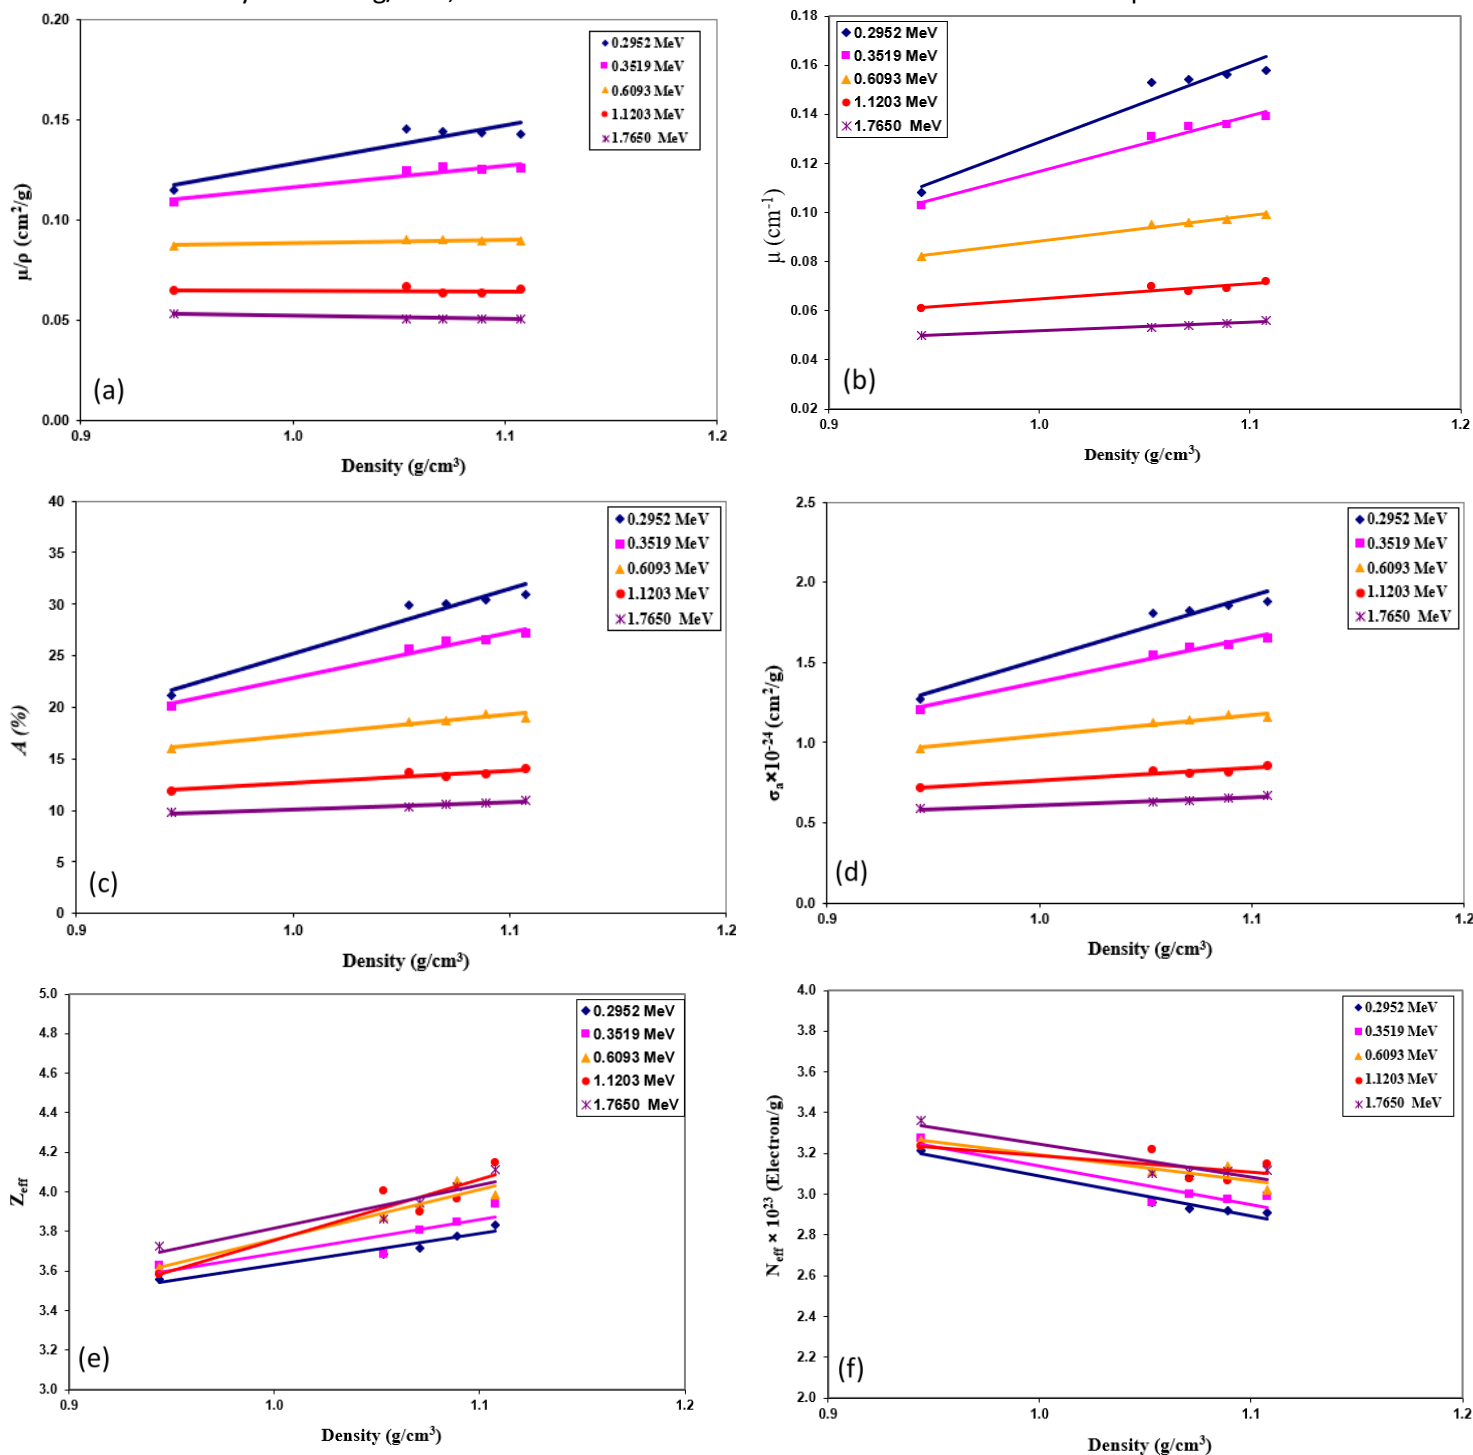 0.20
0.15
0.10
0.05
0.00
0.9
1.0
1.1
1.2
μ/ρ (cm²/g)
Density (g/cm³)
0.2952 MeV
0.3519 MeV
0.6093 MeV
1.1203 MeV
1.7650 MeV
(a)
0.18
0.16
0.14
0.12
0.10
0.08
0.06
0.04
0.02
0.9
1.0
1.1
1.2
μ (cm⁻¹)
Density (g/cm³)
0.2952 MeV
0.3519 MeV
0.6093 MeV
1.1203 MeV
1.7650 MeV
(b)
40
35
30
25
20
15
10
5
0
0.9
1.0
1.1
1.2
A (%)
Density (g/cm³)
0.2952 MeV
0.3519 MeV
0.6093 MeV
1.1203 MeV
1.7650 MeV
(c)
2.5
2.0
1.5
1.0
0.5
0.0
0.9
1.0
1.1
1.2
σₐ×10⁻²⁴ (cm²/g)
Density (g/cm³)
0.2952 MeV
0.3519 MeV
0.6093 MeV
1.1203 MeV
1.7650 MeV
(d)
5.0
4.8
4.6
4.4
4.2
4.0
3.8
3.6
3.4
3.2
3.0
0.9
1.0
1.1
1.2
Zeff
Density (g/cm³)
0.2952 MeV
0.3519 MeV
0.6093 MeV
1.1203 MeV
1.7650 MeV
(e)
4.0
3.8
3.6
3.4
3.2
3.0
2.8
2.6
2.4
2.2
2.0
0.9
1.0
1.1
1.2
Neff × 10²³ (Electron/g)
Density (g/cm³)
0.2952 MeV
0.3519 MeV
0.6093 MeV
1.1203 MeV
1.7650 MeV
(f)